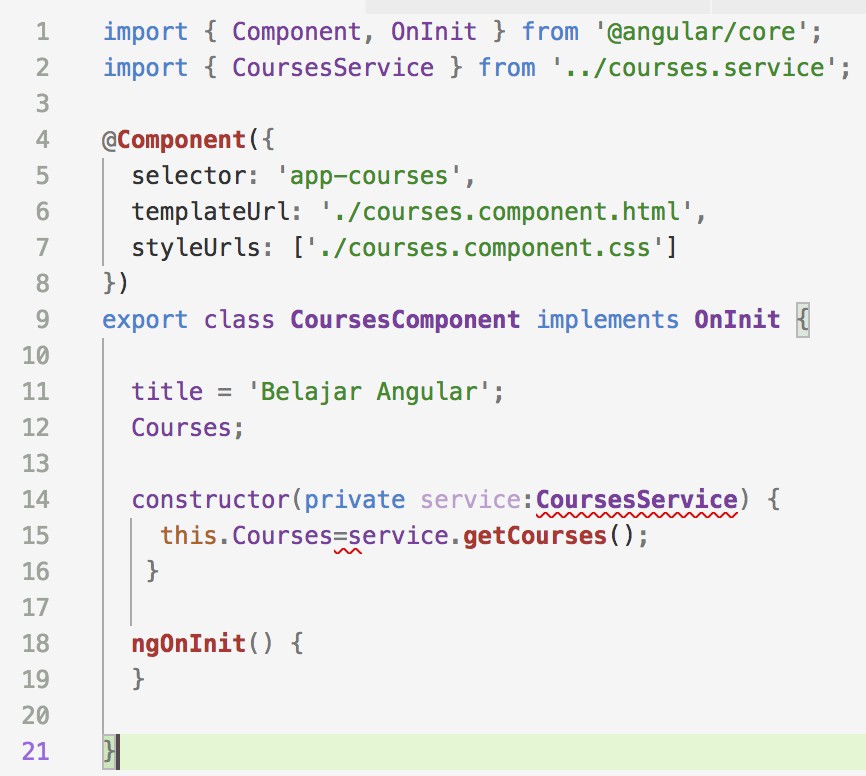 1 import { Component, OnInit } from '@angular/core';
2 import { CoursesService } from '../courses.service';
3
4 @Component({
5 selector: 'app-courses',
6 templateUrl: './courses.component.html',
7 styleUrls: ['./courses.component.css']
8 })
9 export class CoursesComponent implements OnInit {
10
11 title = 'Belajar Angular';
12 Courses;
13
14 constructor(private service:CoursesService) {
15 this.Courses=service.getCourses();
16 }
17
18 ngOnInit() {
19 }
20
21 }